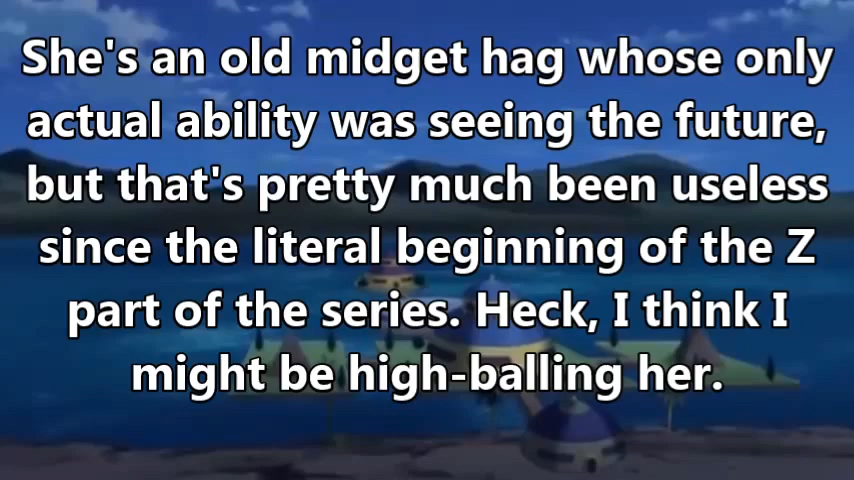 She's an old midget hag whose only
actual ability was seeing the future,
but that's pretty much been useless
since the literal beginning of the Z
part of the series. Heck, I think I
might be high-balling her.